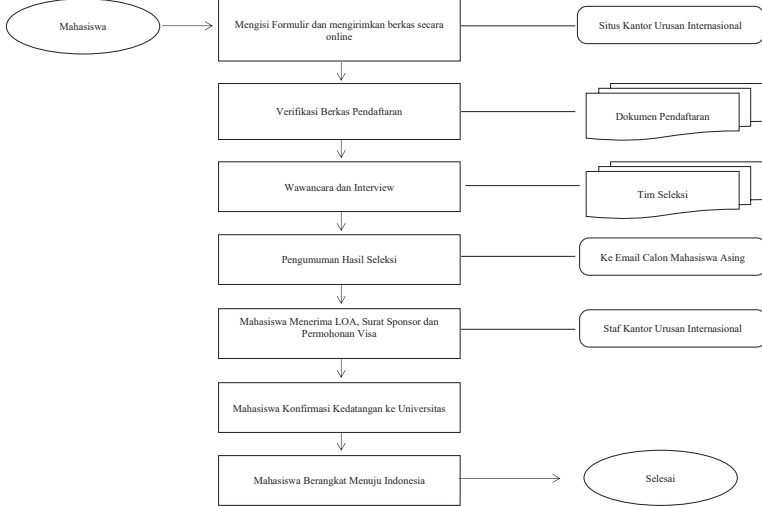 Mahasiswa
Mengisi Formulir dan mengirimkan berkas secara
online
Situs Kantor Urusan Internasional
Verifikasi Berkas Pendaftaran
Dokumen Pendaftaran
Wawancara dan Interview
Tim Seleksi
Pengumuman Hasil Seleksi
Ke Email Calon Mahasiswa Asing
Mahasiswa Menerima LOA, Surat Sponsor dan
Permohonan Visa
Staf Kantor Urusan Internasional
Mahasiswa Konfirmasi Kedatangan ke Universitas
Mahasiswa Berangkat Menuju Indonesia
Selesai